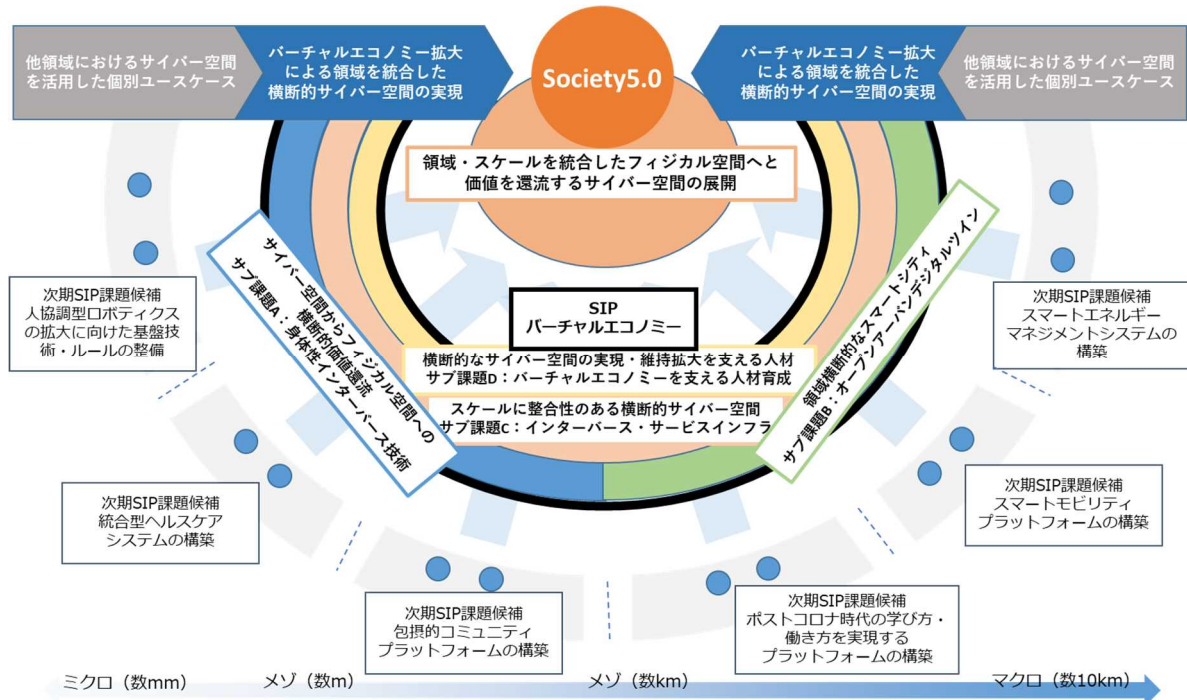 他領域におけるサイバー空間
を活用した個別ユースケース
バーチャルエコノミー拡大
による領域を統合した
横断的サイバー空間の実現
Society5.0
バーチャルエコノミー拡大
による領域を統合した
横断的サイバー空間の実現
他領域におけるサイバー空間
を活用した個別ユースケース
領域・スケールを統合したフィジカル空間へと
価値を還流するサイバー空間の展開
サイバー空間からフィジカル空間への
横断的価値還流
サブ課題A：身体性インターバース技術
領域横断的なスマートシティ
サブ課題B：オープンアーバンデジタルツイン
SIP
バーチャルエコノミー
横断的なサイバー空間の実現・維持拡大を支える人材
サブ課題D：バーチャルエコノミーを支える人材育成
スケールに整合性のある横断的サイバー空間
サブ課題C：インターバース・サービスインフラ
次期SIP課題候補
人協調型ロボティクス
の拡大に向けた基盤技
術・ルールの整備
次期SIP課題候補
スマートエネルギー
マネジメントシステムの
構築
次期SIP課題候補
統合型ヘルスケア
システムの構築
次期SIP課題候補
スマートモビリティ
プラットフォームの構築
次期SIP課題候補
包摂的コミュニティ
プラットフォームの構築
次期SIP課題候補
ポストコロナ時代の学び方・
働き方を実現する
プラットフォームの構築
ミクロ（数mm）
メゾ（数m）
メゾ（数km）
マクロ（数10km）